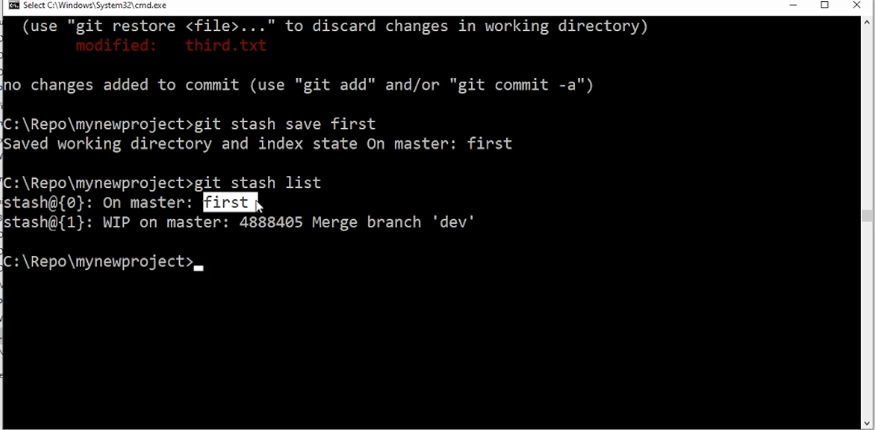 Select C:\Windows\System32\cmd.exe
(use "git restore <file>..." to discard changes in working directory)
modified: third.txt
no changes added to commit (use "git add" and/or "git commit -a")
C:\Repo\mynewproject>git stash save first
Saved working directory and index state On master: first
C:\Repo\mynewproject>git stash list
stash@{0}: On master: first
stash@{1}: WIP on master: 4888405 Merge branch 'dev'
C:\Repo\mynewproject>